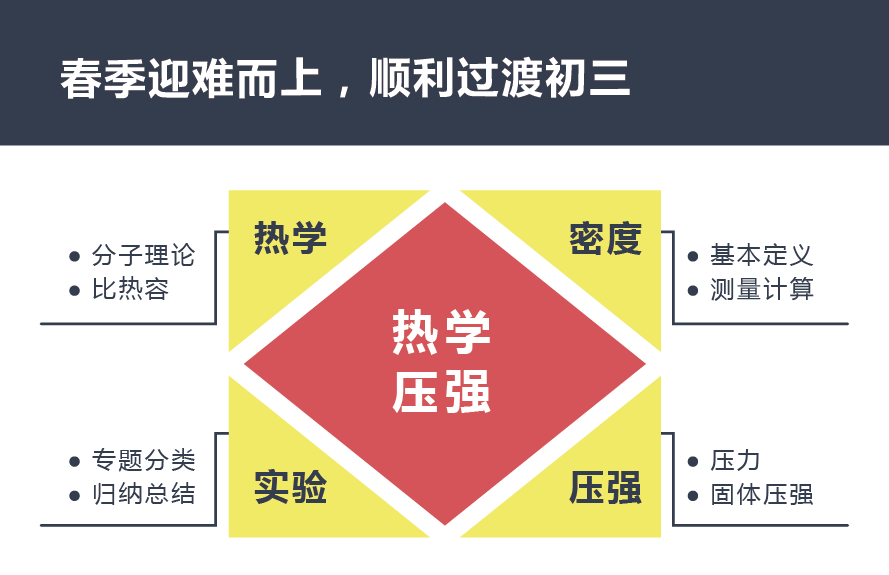 春季迎难而上，顺利过渡初三
热学
• 分子理论
• 比热容
密度
• 基本定义
• 测量计算
热学
压强
实验
• 专题分类
• 归纳总结
压强
• 压力
• 固体压强